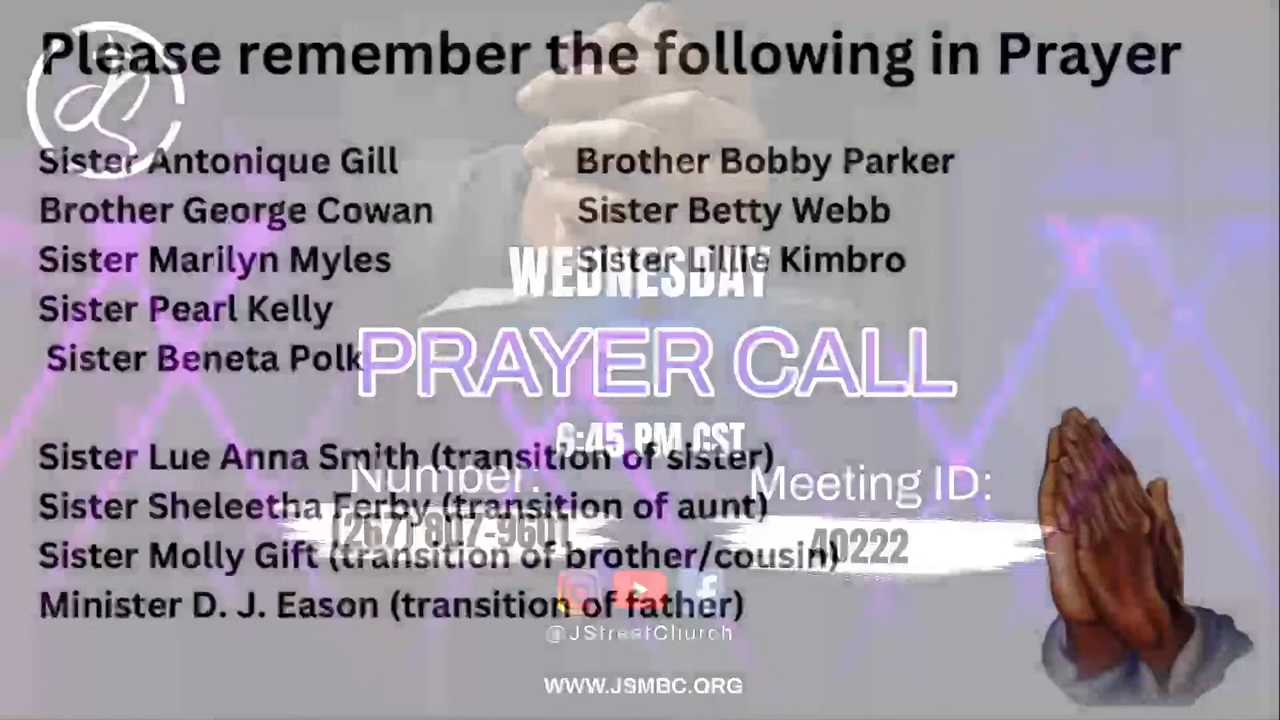 Please remember the following in Prayer
Sister Antonique Gill
Brother George Cowan
Sister Marilyn Myles
Sister Pearl Kelly
Sister Beneta Polk
Brother Bobby Parker
Sister Betty Webb
Sister Lillie Kimbro
Sister Lue Anna Smith (transition of sister)
Sister Sheleetha Ferby (transition of aunt)
Sister Molly Gift (transition of brother/cousin)
Minister D. J. Eason (transition of father)
WEDNESDAY
PRAYER CALL
6:45 PM CST
Number:
(267) 807-9601
Meeting ID:
40222
@JStreetChurch
WWW.JSMBC.ORG